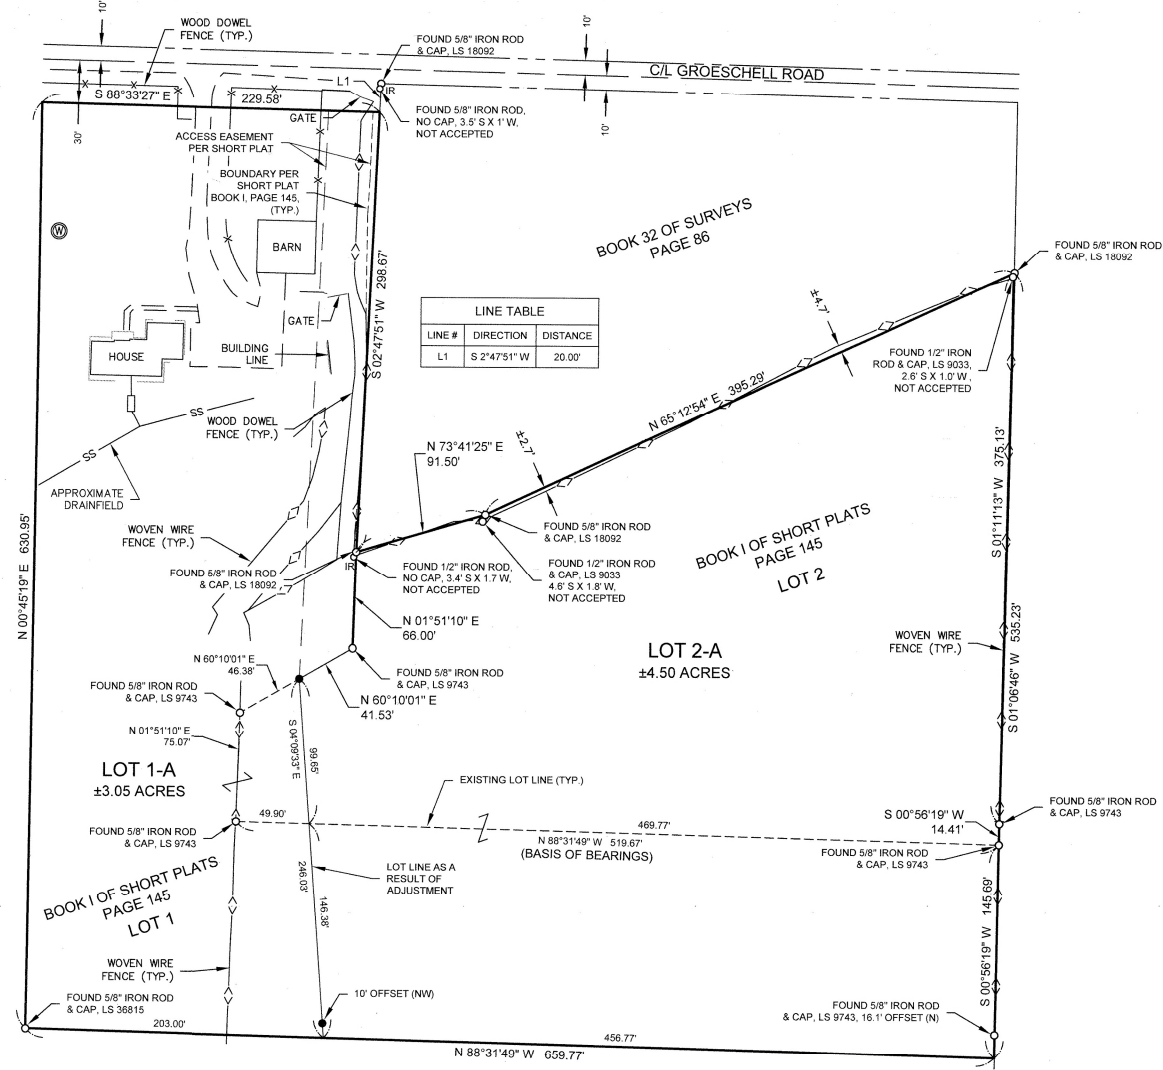 10'
WOOD DOWEL
FENCE (TYP.)
FOUND 5/8" IRON ROD
& CAP, LS 18092
10'
C/L GROESCHELL ROAD
S 88°33'27" E
229.58'
L1
IR
GATE
30'
10'
FOUND 5/8" IRON ROD,
NO CAP, 3.5' S X 1' W,
NOT ACCEPTED
ACCESS EASEMENT
PER SHORT PLAT
BOUNDARY PER
SHORT PLAT
BOOK I, PAGE 145,
(TYP.)
W
BARN
BOOK 32 OF SURVEYS
PAGE 86
FOUND 5/8" IRON ROD
& CAP, LS 18092
S 02°47'51" W 298.67'
LINE TABLE
LINE # DIRECTION DISTANCE
L1 S 2°47'51" W 20.00'
±4.7'
GATE
HOUSE
BUILDING
LINE
FOUND 1/2" IRON
ROD & CAP, LS 9033,
2.6' S X 1.0' W,
NOT ACCEPTED
N 65°12'54" E 395.29'
SS
WOOD DOWEL
FENCE (TYP.)
SS
N 73°41'25" E
91.50'
±2.7'
S 01°11'13" W 375.13'
APPROXIMATE
DRAINFIELD
WOVEN WIRE
FENCE (TYP.)
FOUND 5/8" IRON ROD
& CAP, LS 18092
BOOK I OF SHORT PLATS
PAGE 145
LOT 2
N 00°45'19" E 630.95'
FOUND 5/8" IRON ROD
& CAP, LS 18092
IR
FOUND 1/2" IRON ROD,
NO CAP, 3.4' S X 1.7 W,
NOT ACCEPTED
FOUND 1/2" IRON ROD
& CAP, LS 9033
4.6' S X 1.8' W,
NOT ACCEPTED
N 01°51'10" E
66.00'
WOVEN WIRE
FENCE (TYP.)
S 01°06'46" W 535.23'
LOT 2-A
±4.50 ACRES
N 60°10'01" E
46.38'
FOUND 5/8" IRON ROD
& CAP, LS 9743
FOUND 5/8" IRON ROD
& CAP, LS 9743
N 60°10'01" E
41.53'
N 01°51'10" E
75.07'
S 04°09'33" E
99.65'
LOT 1-A
±3.05 ACRES
EXISTING LOT LINE (TYP.)
FOUND 5/8" IRON ROD
& CAP, LS 9743
49.90'
469.77'
S 00°56'19" W
14.41'
FOUND 5/8" IRON ROD
& CAP, LS 9743
N 88°31'49" W 519.67'
(BASIS OF BEARINGS)
FOUND 5/8" IRON ROD
& CAP, LS 9743
BOOK I OF SHORT PLATS
PAGE 145
LOT 1
246.03'
LOT LINE AS A
RESULT OF
ADJUSTMENT
146.38'
S 00°56'19" W 145.69'
WOVEN WIRE
FENCE (TYP.)
FOUND 5/8" IRON ROD
& CAP, LS 36815
10' OFFSET (NW)
FOUND 5/8" IRON ROD
& CAP, LS 9743, 16.1' OFFSET (N)
203.00'
456.77'
N 88°31'49" W 659.77'